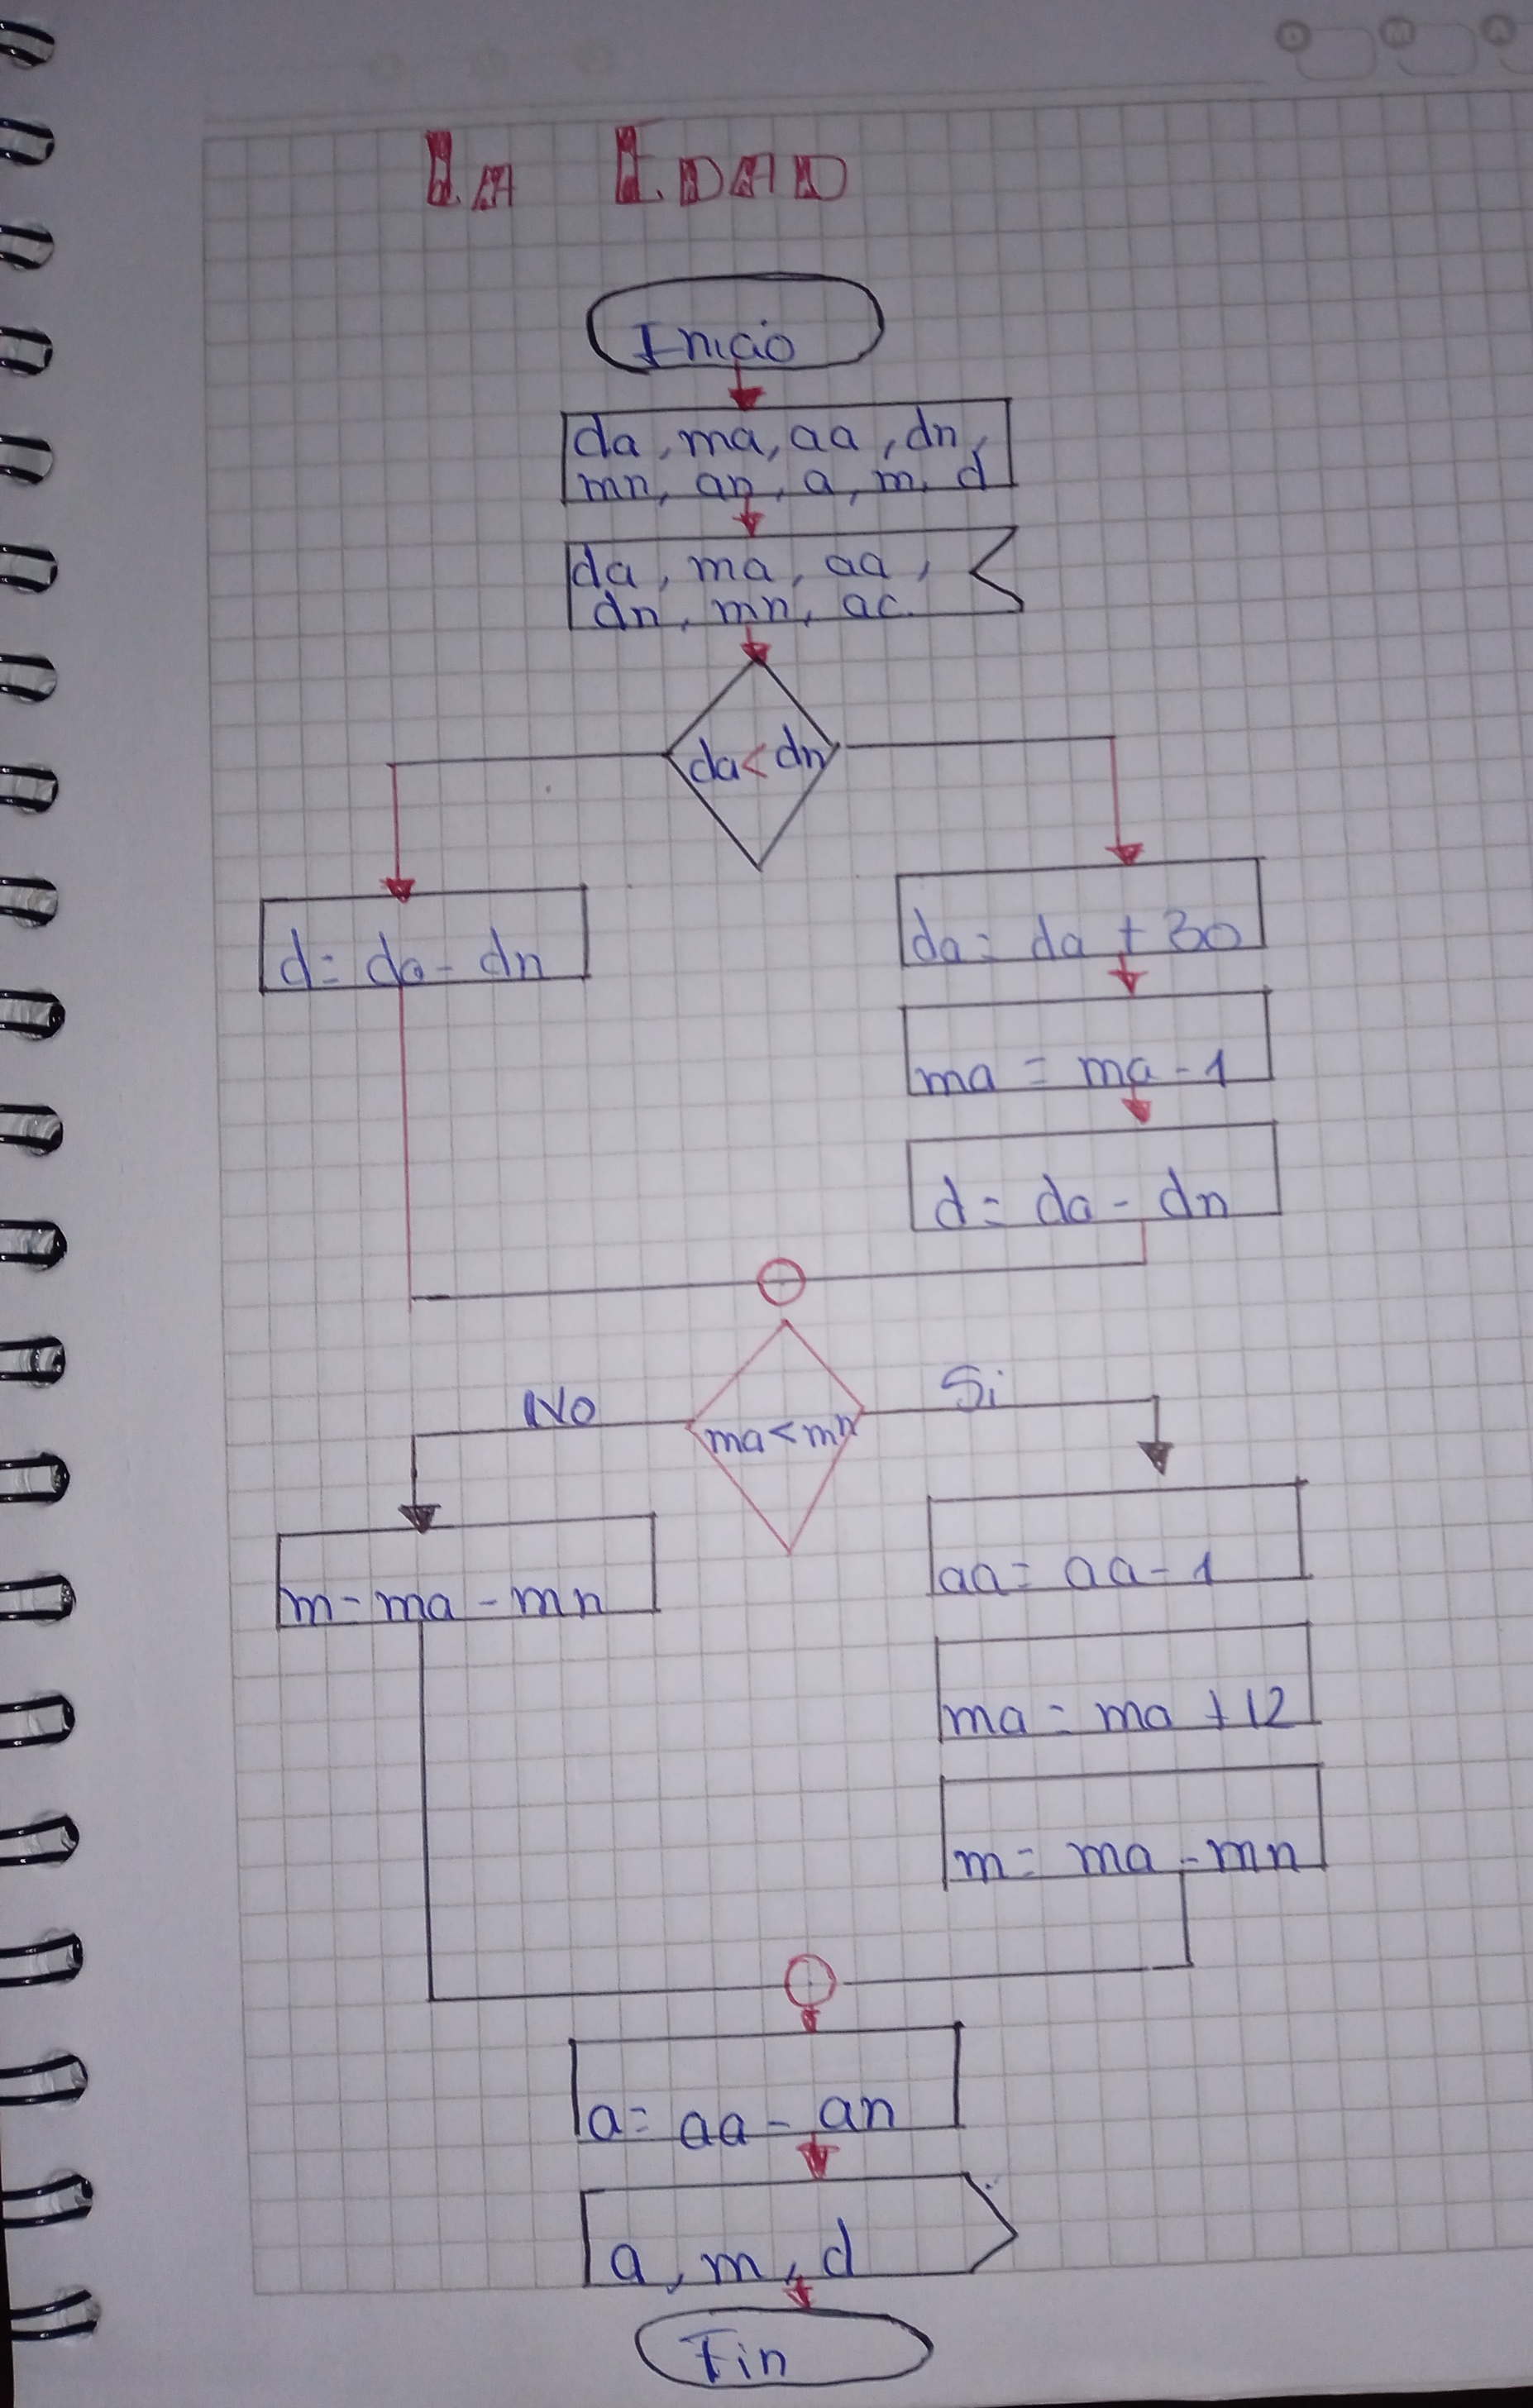 D M A
LA EDAD
Inicio
da, ma, aa, dn,
mn, an, a, m, d
da, ma, aa,
dn, mn, ac.
da < dn
d = da - dn
da = da + 30
ma = ma - 1
d = da - dn
No
Si
ma < mn
m = ma - mn
aa = aa - 1
ma = ma + 12
m = ma - mn
a = aa - an
a, m, d
Fin